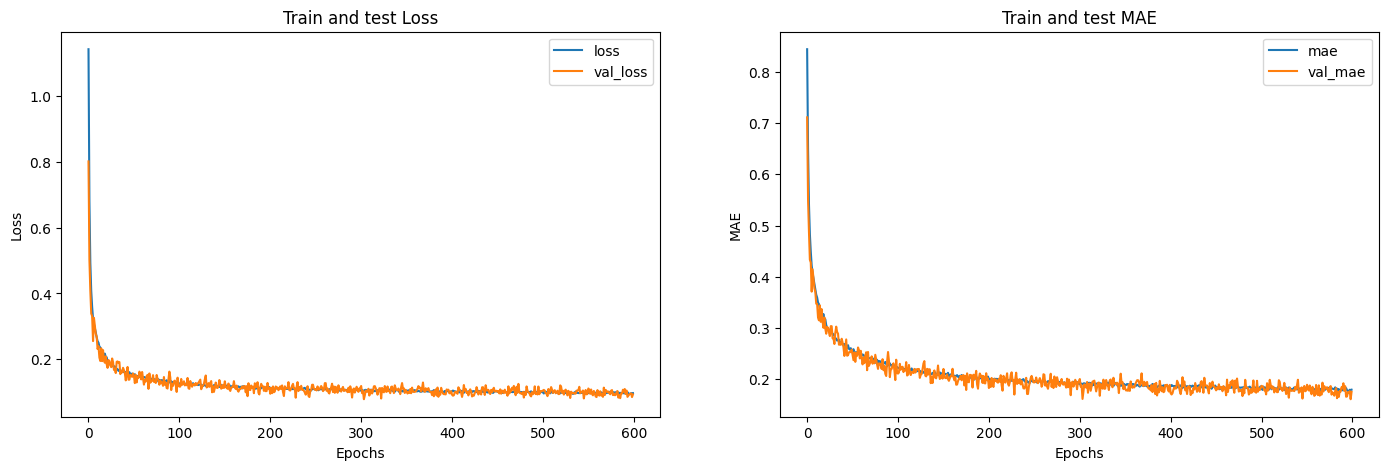 Train and test Loss
loss
val_loss
1.0
0.8
0.6
0.4
0.2
Loss
0 100 200 300 400 500 600
Epochs
Train and test MAE
mae
val_mae
0.8
0.7
0.6
0.5
0.4
0.3
0.2
MAE
0 100 200 300 400 500 600
Epochs